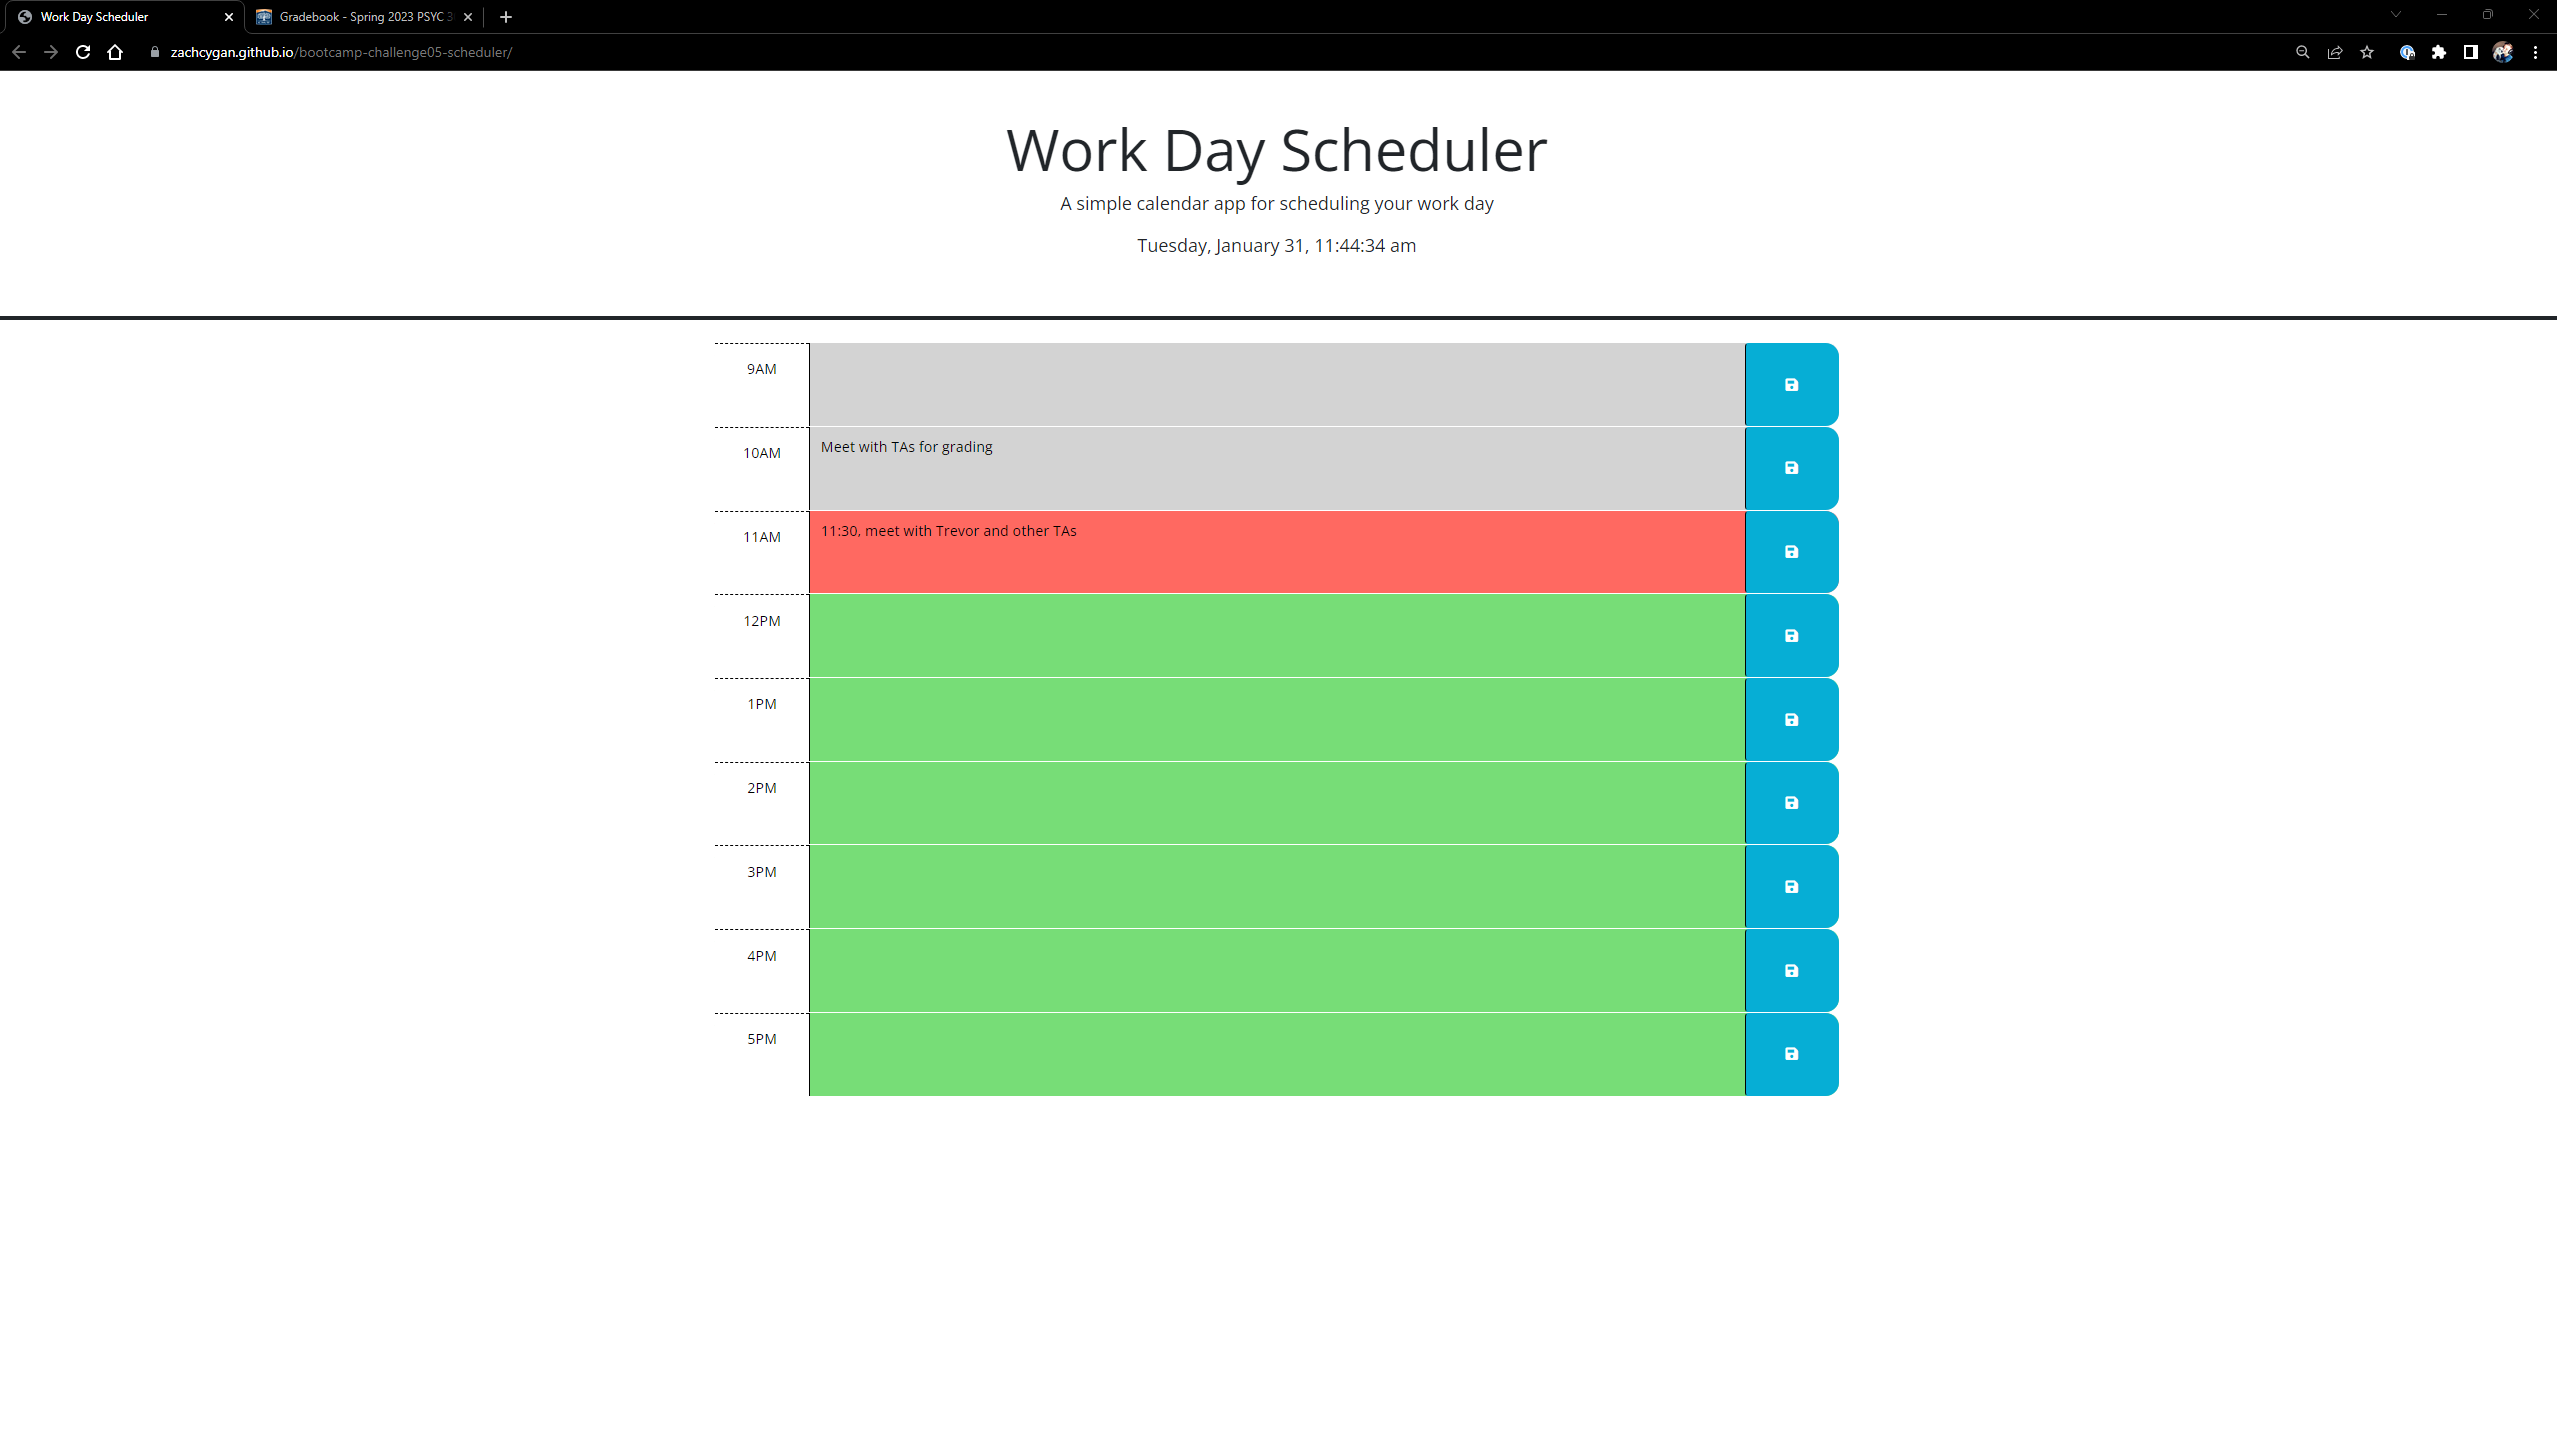 Work Day Scheduler
Gradebook - Spring 2023 PSYC 3
zachcygan.github.io/bootcamp-challenge05-scheduler/
Work Day Scheduler
A simple calendar app for scheduling your work day
Tuesday, January 31, 11:44:34 am
9AM
10AM Meet with TAs for grading
11AM 11:30, meet with Trevor and other TAs
12PM
1PM
2PM
3PM
4PM
5PM